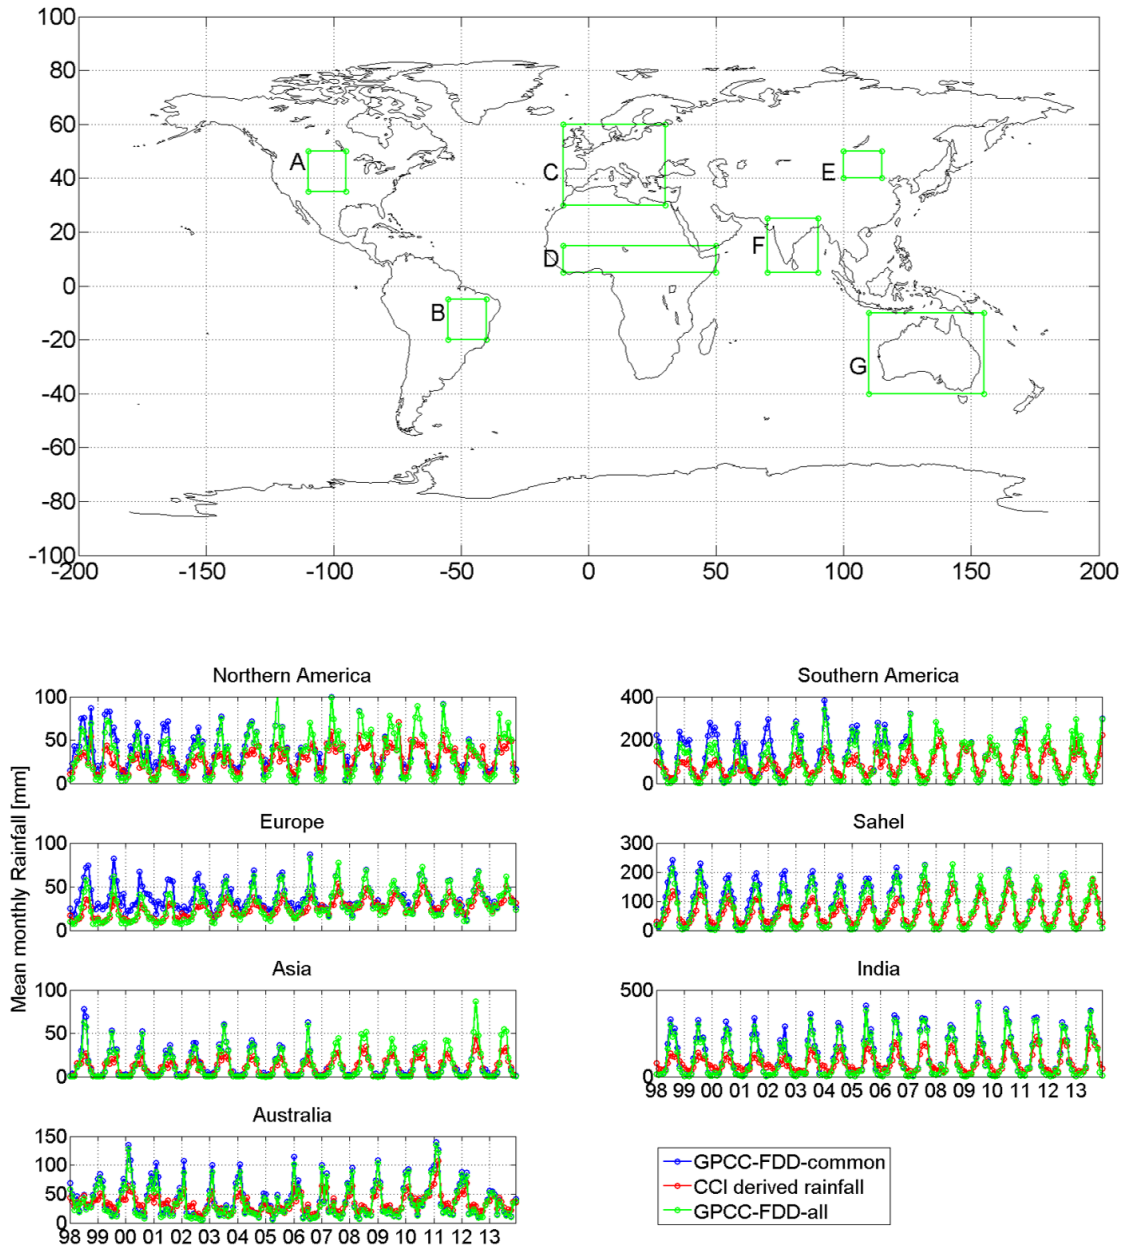 100
80
60
40
20
0
-20
-40
-60
-80
-100
-200
-150
-100
-50
0
50
100
150
200
A
B
C
D
E
F
G
Mean monthly Rainfall [mm]
Northern America
100
50
0
Southern America
400
200
0
Europe
100
50
0
Sahel
300
200
100
0
Asia
100
50
0
India
500
0
98 99 00 01 02 03 04 05 06 07 08 09 10 11 12 13
Australia
150
100
50
0
98 99 00 01 02 03 04 05 06 07 08 09 10 11 12 13
GPCC-FDD-common
CCI derived rainfall
GPCC-FDD-all